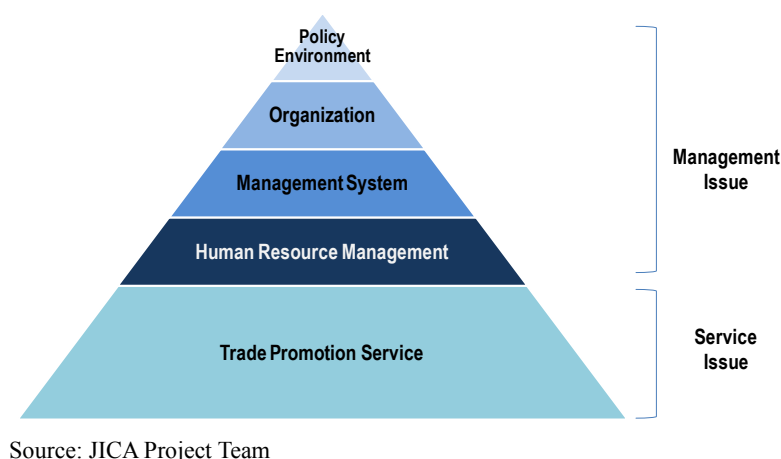 Policy
Environment
Organization
Management System
Human Resource Management
Trade Promotion Service
Management
Issue
Service
Issue
Source: JICA Project Team